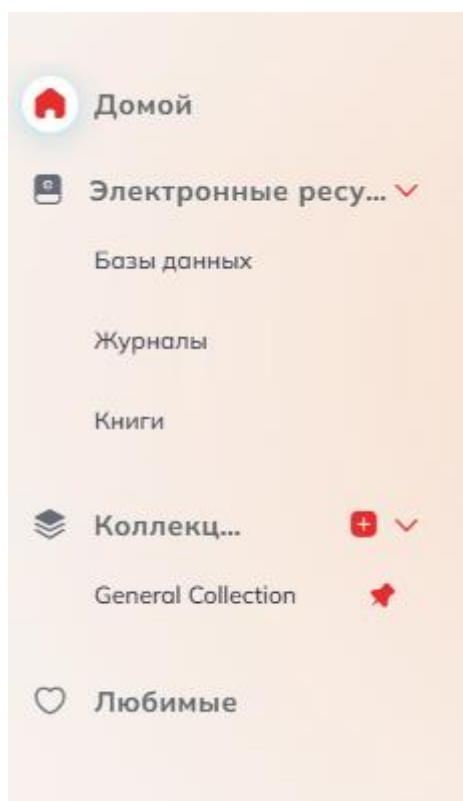 Домой
Электронные ресу...
Базы данных
Журналы
Книги
Коллекц...
General Collection
Любимые